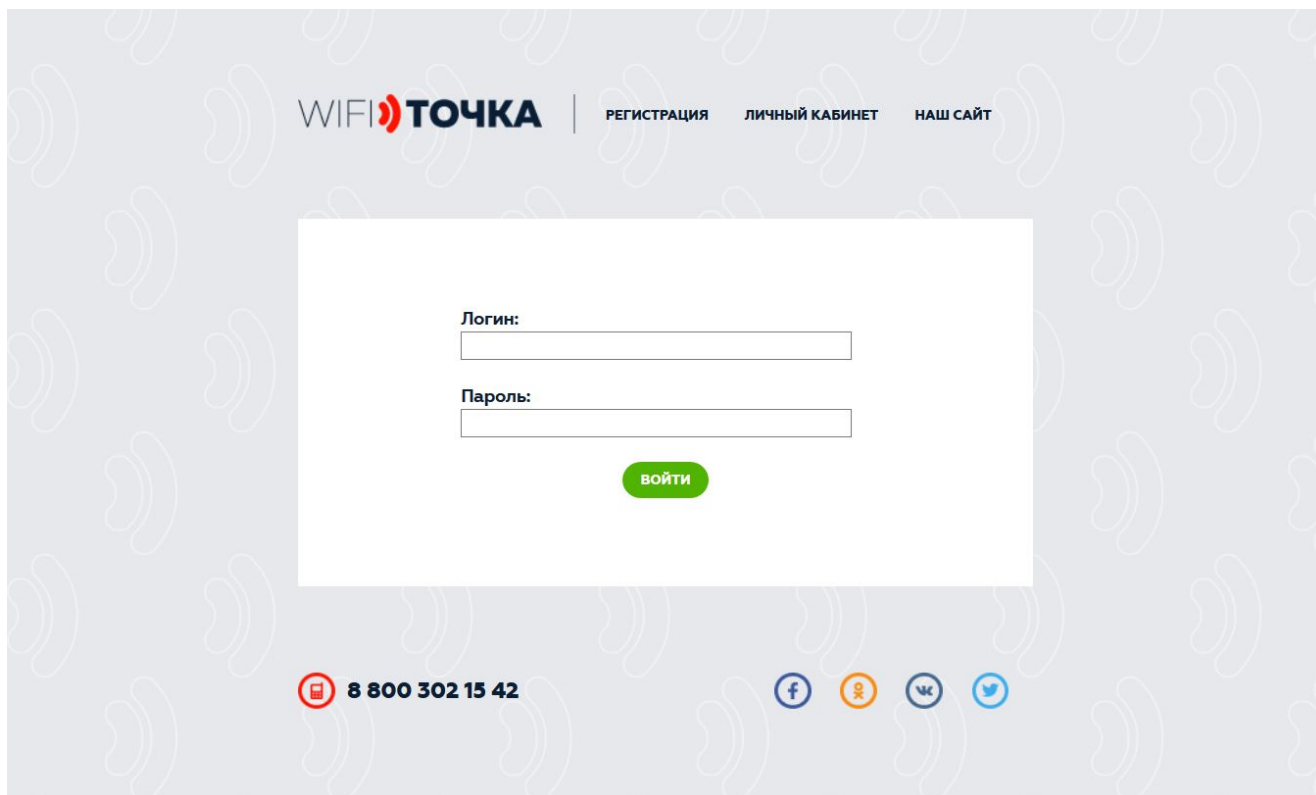 WIFI ТОЧКА
РЕГИСТРАЦИЯ ЛИЧНЫЙ КАБИНЕТ НАШ САЙТ
Логин:
Пароль:
ВОЙТИ
8 800 302 15 42